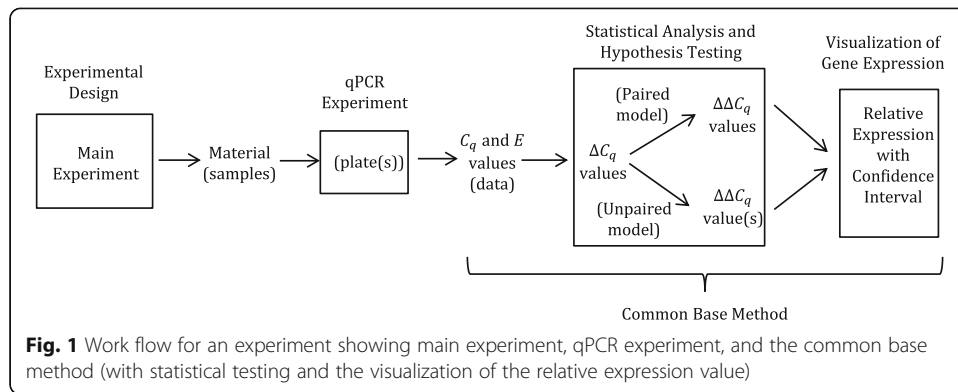 Experimental
Design
Main
Experiment
Material
(samples)
qPCR
Experiment
(plate(s))
C_q and E
values
(data)
Statistical Analysis and
Hypothesis Testing
ΔC_q
values
(Paired
model)
ΔΔC_q
values
(Unpaired
model)
ΔΔC_q
value(s)
Visualization of
Gene Expression
Relative
Expression
with
Confidence
Interval
Common Base Method
Fig. 1 Work flow for an experiment showing main experiment, qPCR experiment, and the common base
method (with statistical testing and the visualization of the relative expression value)